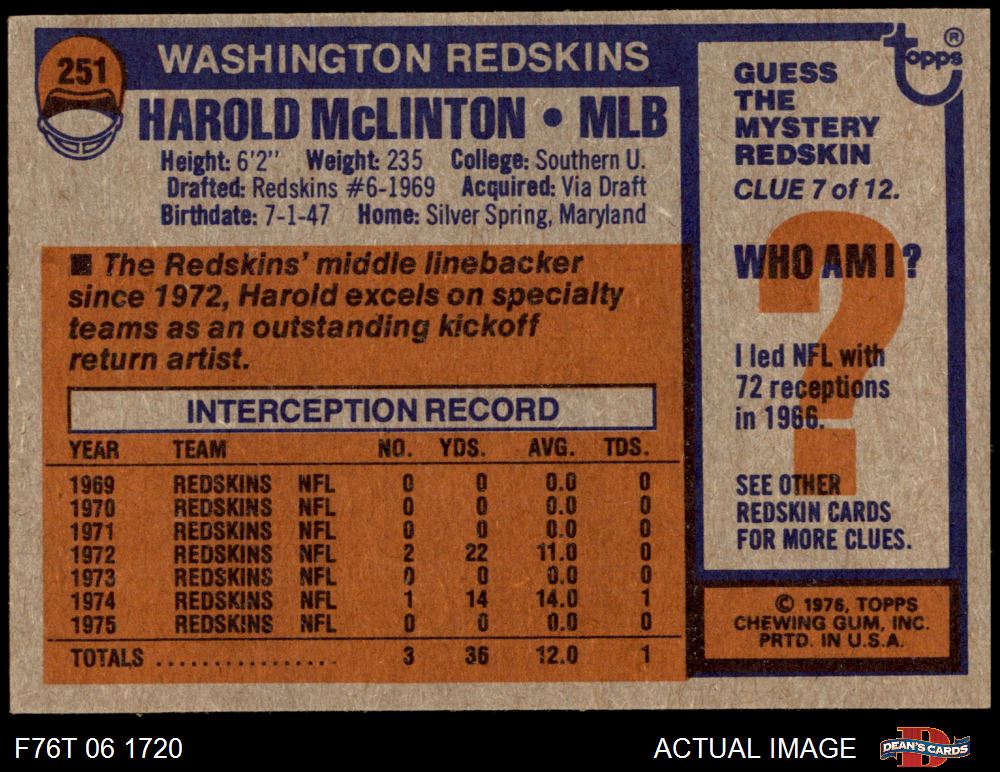 251
WASHINGTON REDSKINS
HAROLD McLINTON • MLB
Height: 6'2" Weight: 235 College: Southern U.
Drafted: Redskins #6-1969 Acquired: Via Draft
Birthdate: 7-1-47 Home: Silver Spring, Maryland
■ The Redskins' middle linebacker
since 1972, Harold excels on specialty
teams as an outstanding kickoff
return artist.
INTERCEPTION RECORD
YEAR TEAM NO. YDS. AVG. TDS.
1969 REDSKINS NFL 0 0 0.0 0
1970 REDSKINS NFL 0 0 0.0 0
1971 REDSKINS NFL 0 0 0.0 0
1972 REDSKINS NFL 2 22 11.0 0
1973 REDSKINS NFL 0 0 0.0 0
1974 REDSKINS NFL 1 14 14.0 1
1975 REDSKINS NFL 0 0 0.0 0
TOTALS ................. 3 36 12.0 1
topps ®
GUESS
THE
MYSTERY
REDSKIN
CLUE 7 of 12.
?
WHO AM I ?
I led NFL with
72 receptions
in 1966.
SEE OTHER
REDSKIN CARDS
FOR MORE CLUES.
© 1976, TOPPS
CHEWING GUM, INC.
PRTD. IN U.S.A.
F76T 06 1720
ACTUAL IMAGE
D
DEAN'S CARDS